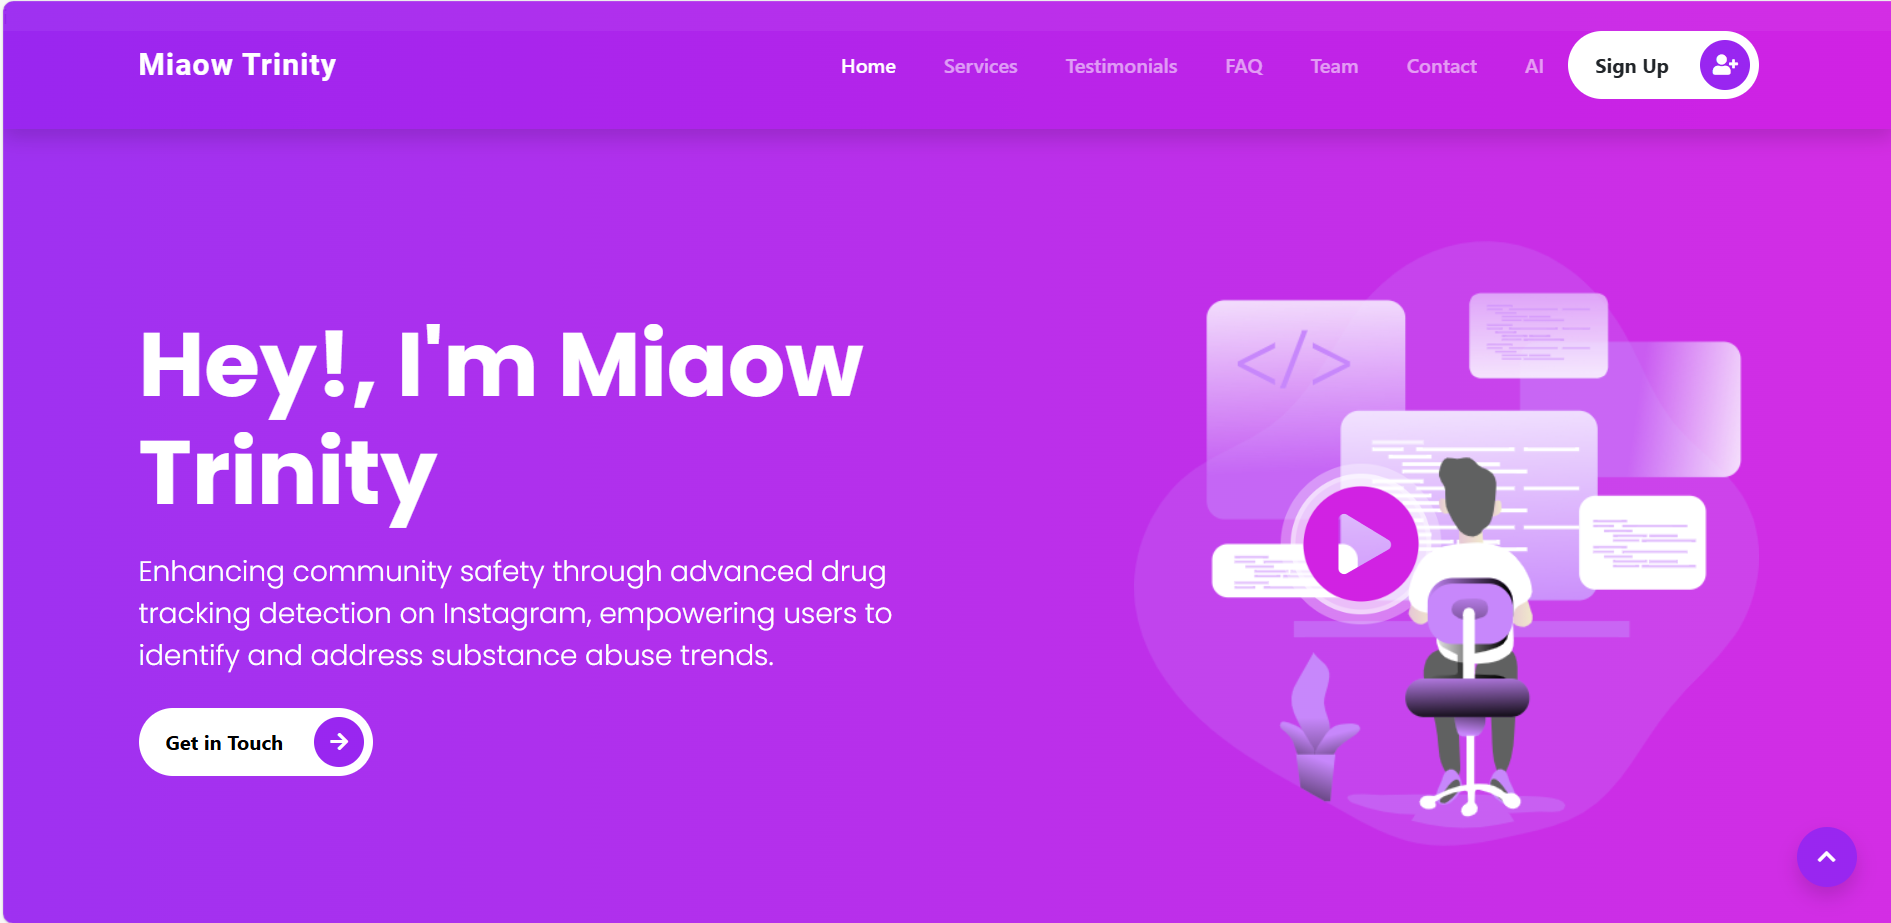 Miaow Trinity
Home Services Testimonials FAQ Team Contact AI Sign Up
Hey!, I'm Miaow
Trinity
Enhancing community safety through advanced drug
tracking detection on Instagram, empowering users to
identify and address substance abuse trends.
Get in Touch